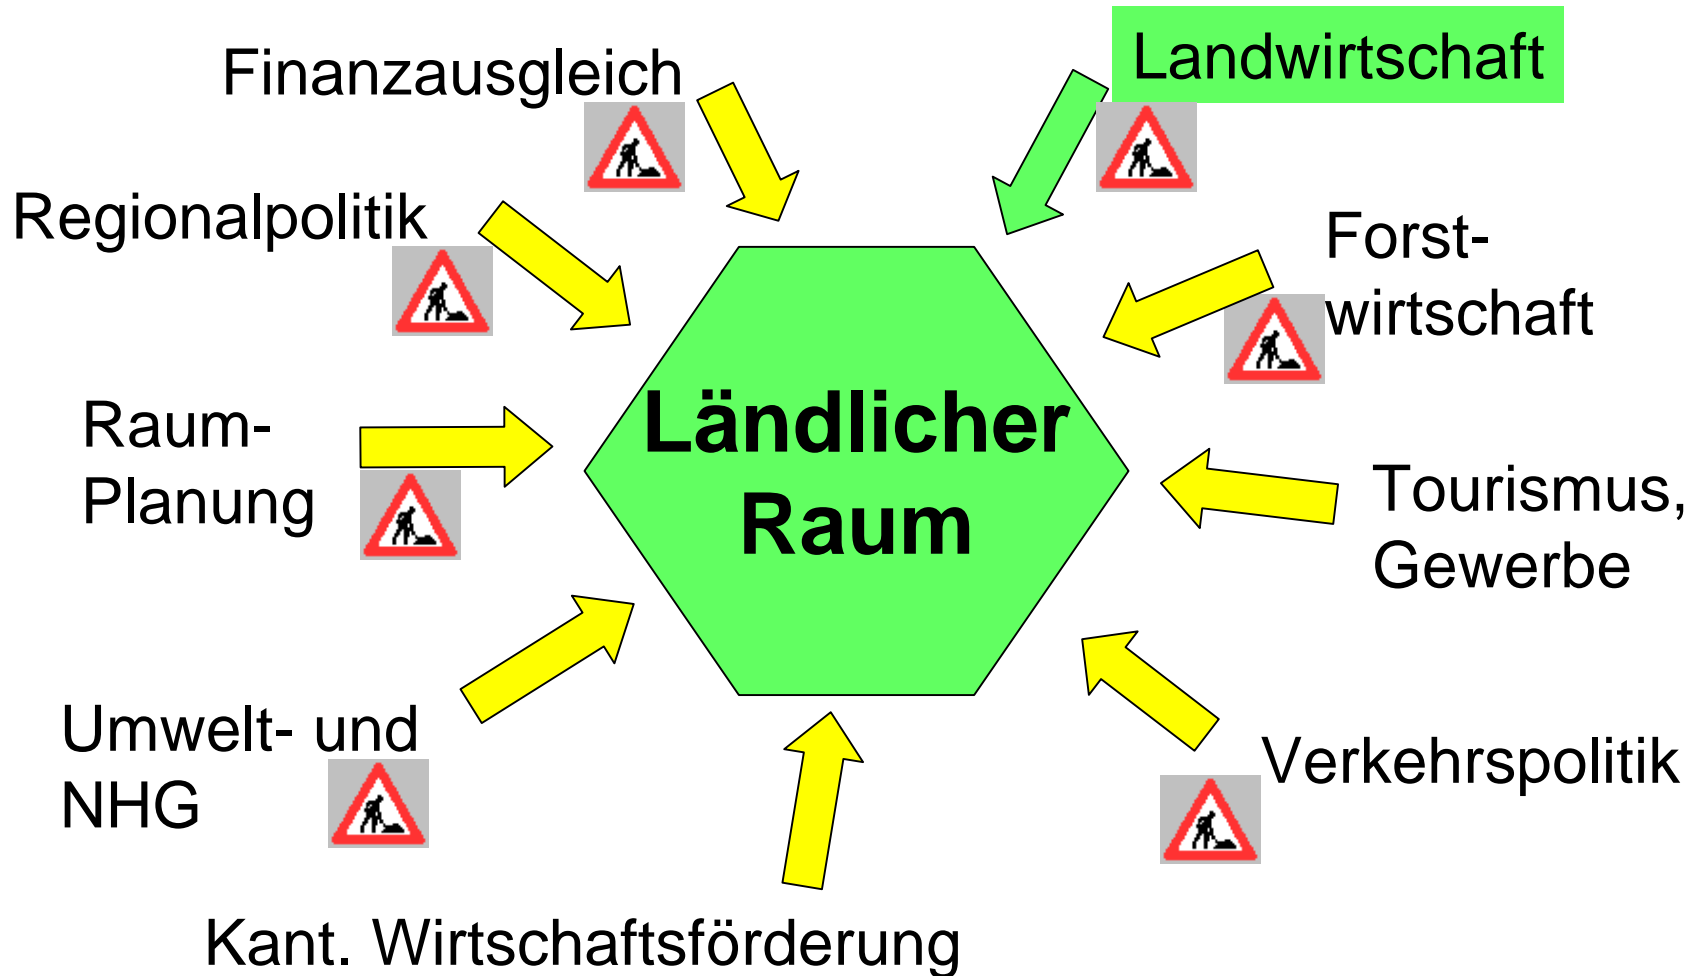 Finanzausgleich
Landwirtschaft
Regionalpolitik
Forst-
wirtschaft
Ländlicher
Raum
Raum-
Planung
Tourismus,
Gewerbe
Umwelt- und
NHG
Verkehrspolitik
Kant. Wirtschaftsförderung